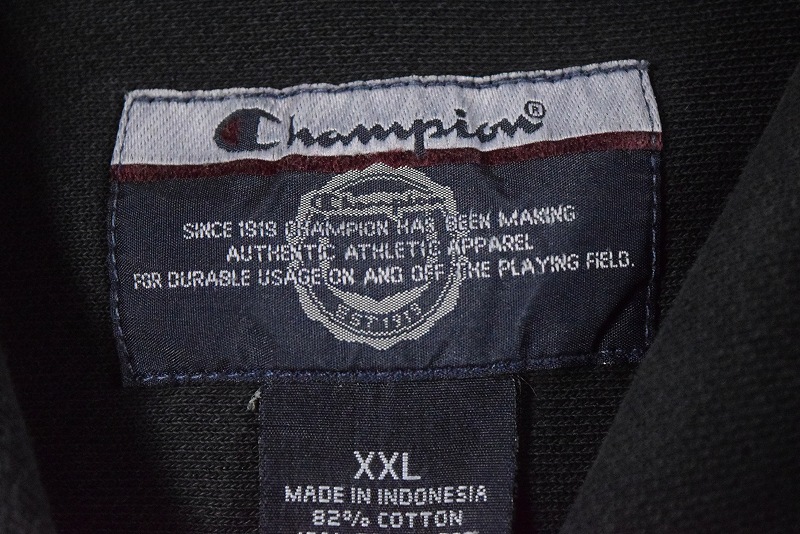 Champion®
Champion
SINCE 1919 CHAMPION HAS BEEN MAKING
AUTHENTIC ATHLETIC APPAREL
FOR DURABLE USAGE ON AND OFF THE PLAYING FIELD.
EST 1919
XXL
MADE IN INDONESIA
82% COTTON